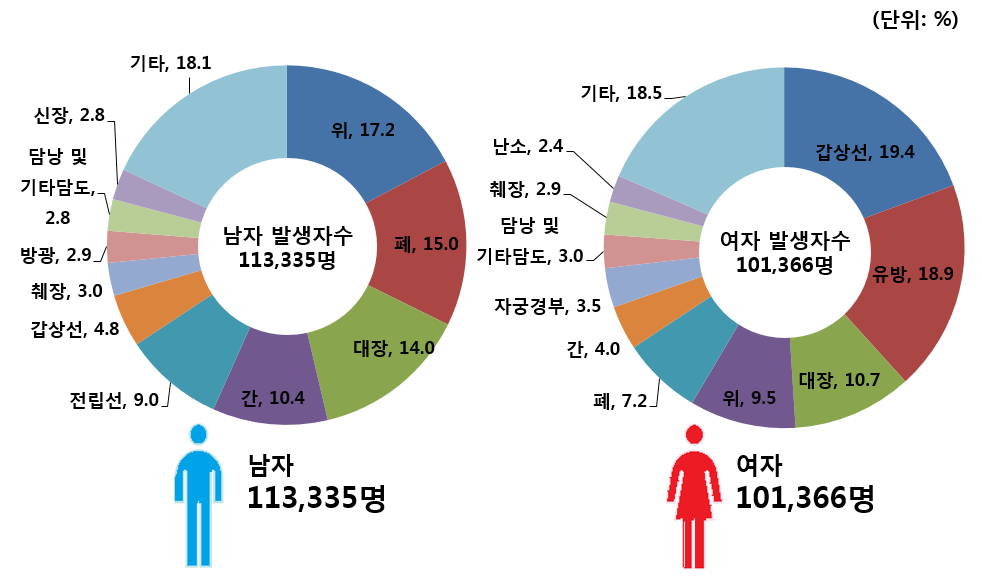 (단위: %)
기타, 18.1
신장, 2.8
담낭 및
기타담도,
2.8
방광, 2.9
췌장, 3.0
갑상선, 4.8
전립선, 9.0
간, 10.4
대장, 14.0
폐, 15.0
위, 17.2
남자 발생자수
113,335명
남자
113,335명
기타, 18.5
난소, 2.4
췌장, 2.9
담낭 및
기타담도, 3.0
자궁경부, 3.5
간, 4.0
폐, 7.2
위, 9.5
대장, 10.7
유방, 18.9
갑상선, 19.4
여자 발생자수
101,366명
여자
101,366명